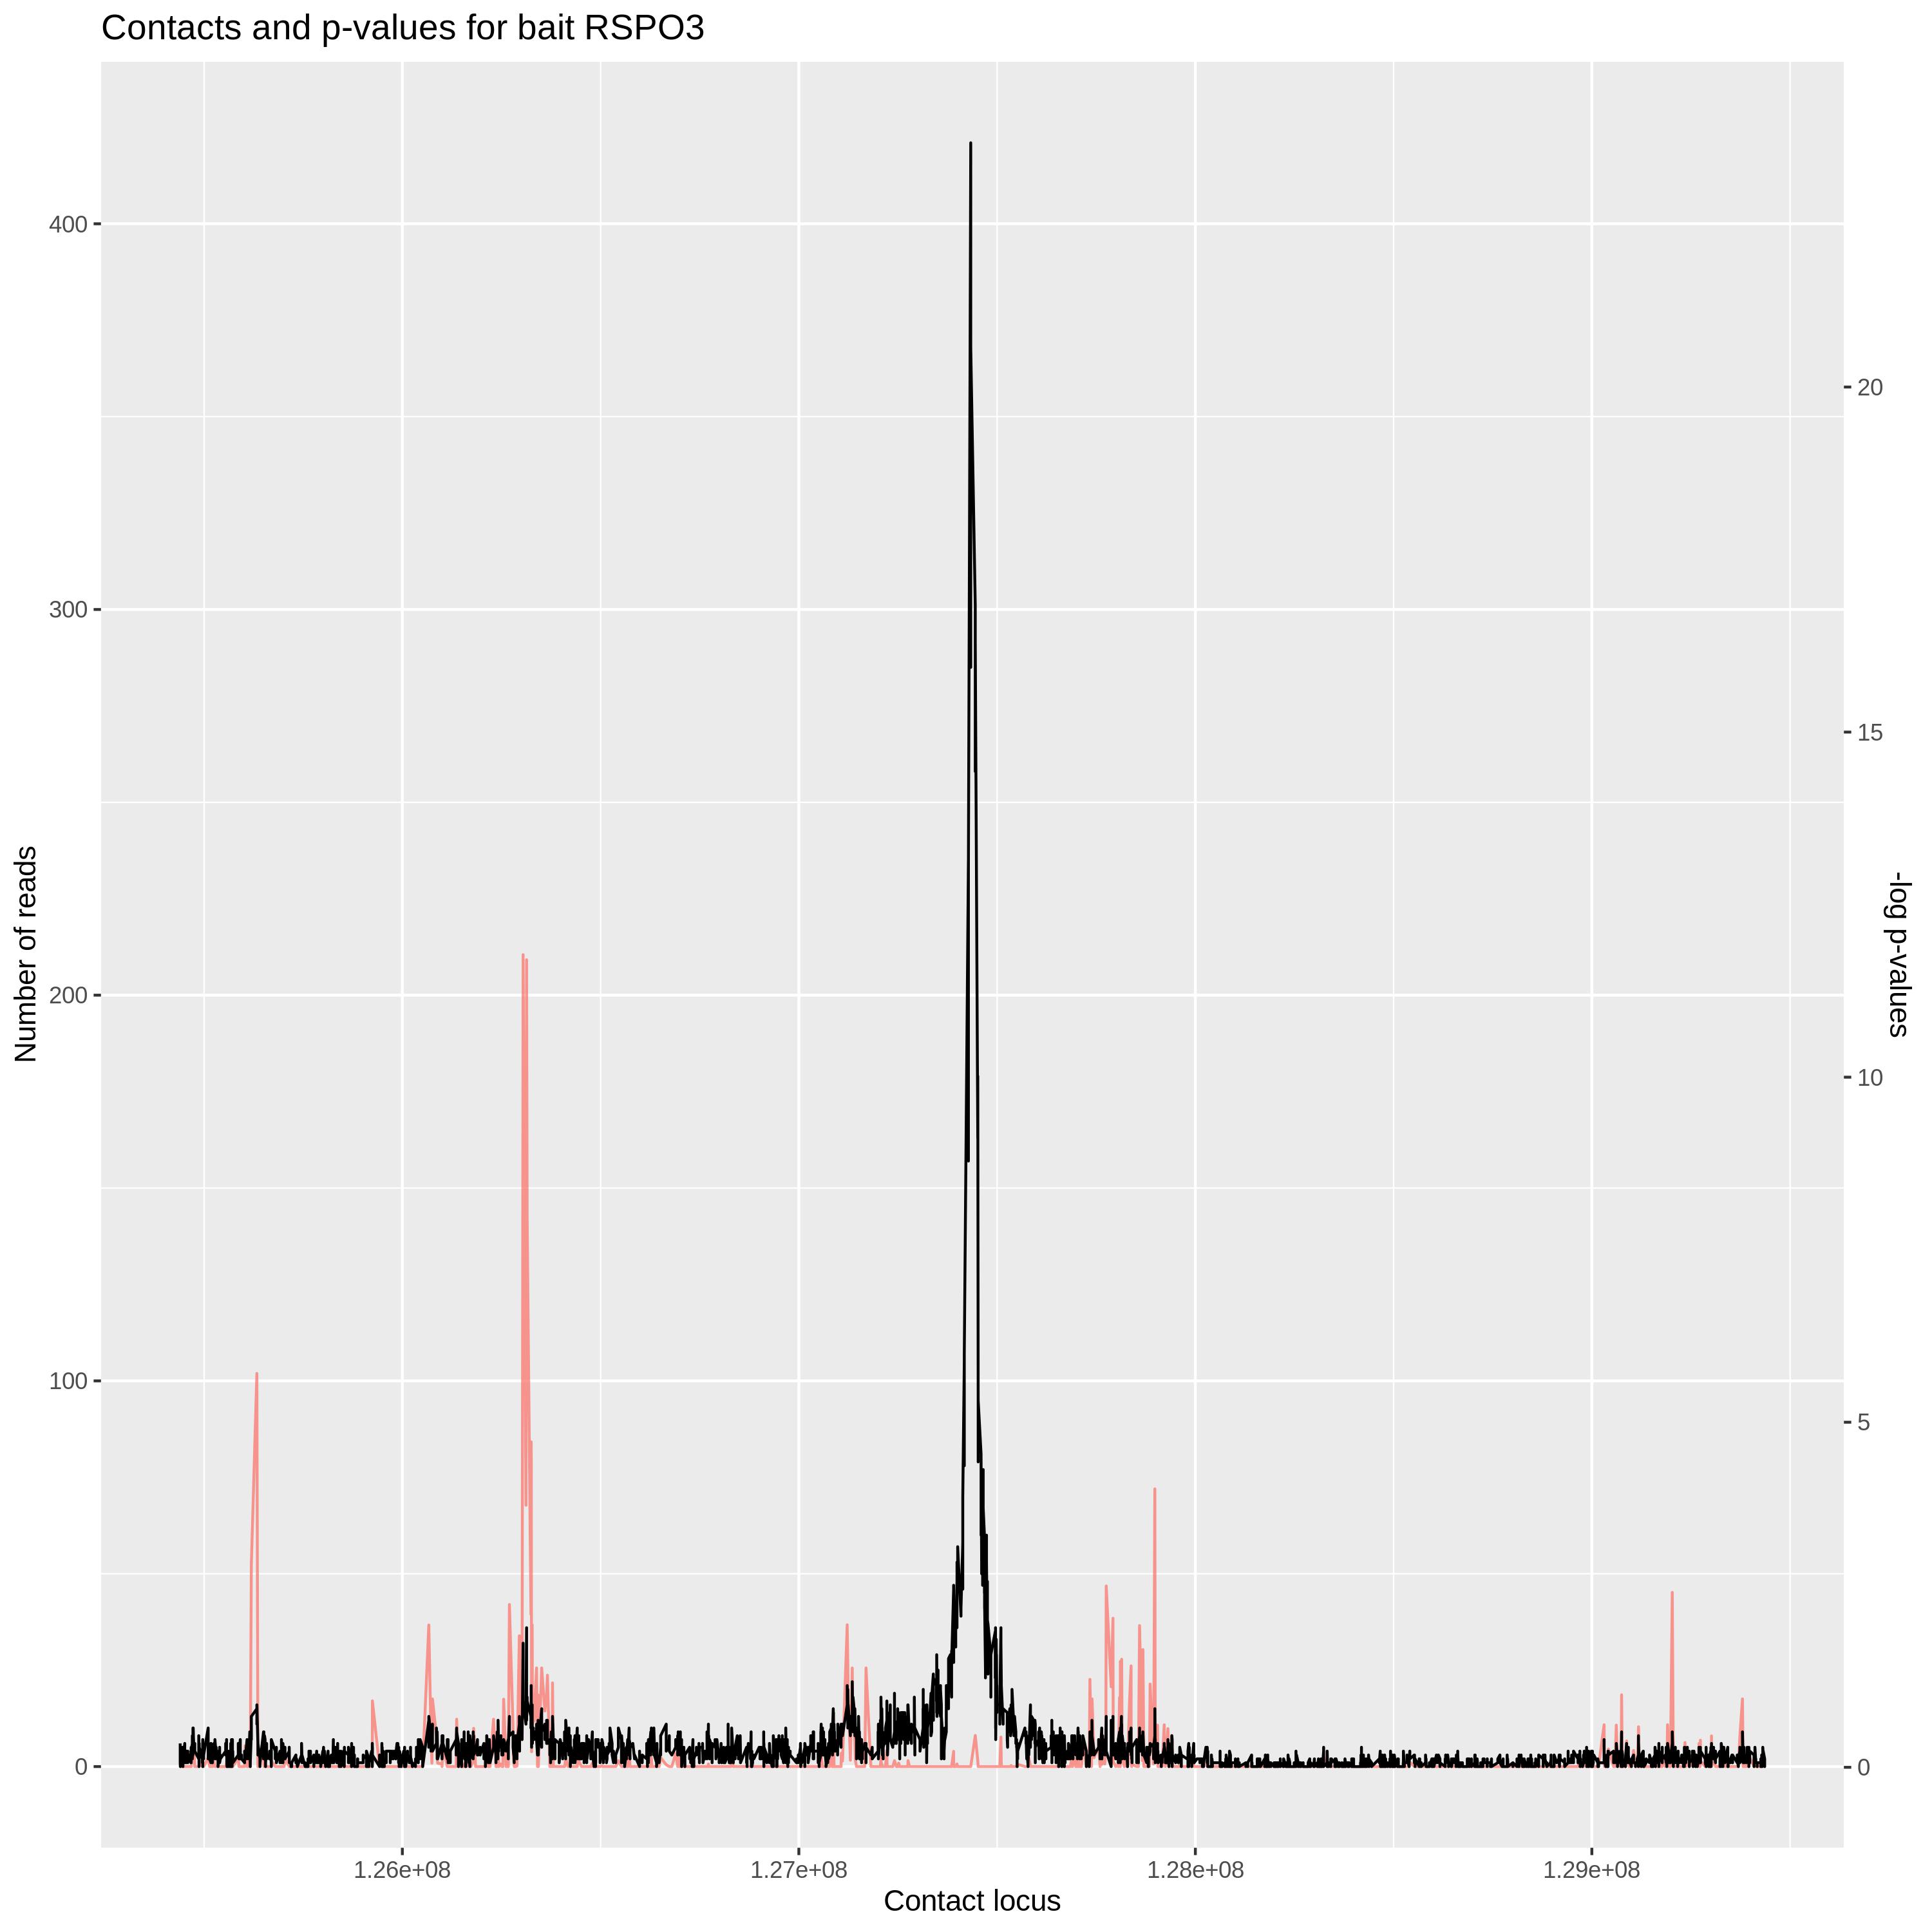 Contacts and p-values for bait RSPO3
400
300
200
100
0
Number of reads
20
15
10
5
0
-log p-values
1.26e+08
1.27e+08
1.28e+08
1.29e+08
Contact locus